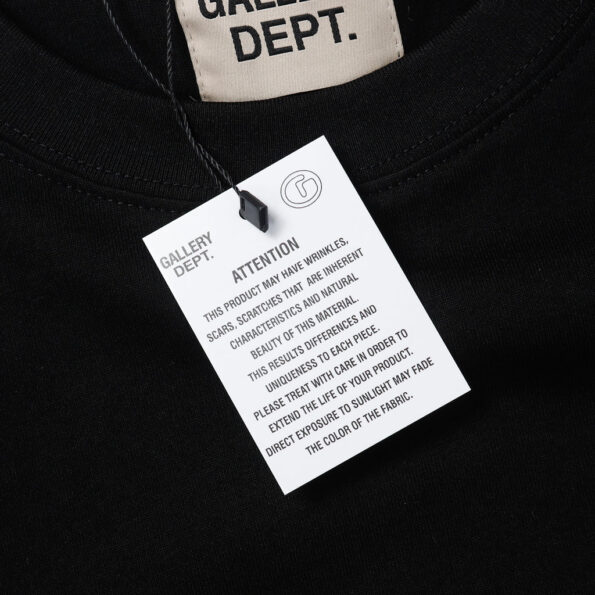 GALLERY
DEPT.
GALLERY
DEPT.
ATTENTION
THIS PRODUCT MAY HAVE WRINKLES,
SCARS, SCRATCHES THAT ARE INHERENT
CHARACTERISTICS AND NATURAL
BEAUTY OF THIS MATERIAL.
THIS RESULTS DIFFERENCES AND
UNIQUENESS TO EACH PIECE.
PLEASE TREAT WITH CARE IN ORDER TO
EXTEND THE LIFE OF YOUR PRODUCT.
DIRECT EXPOSURE TO SUNLIGHT MAY FADE
THE COLOR OF THE FABRIC.